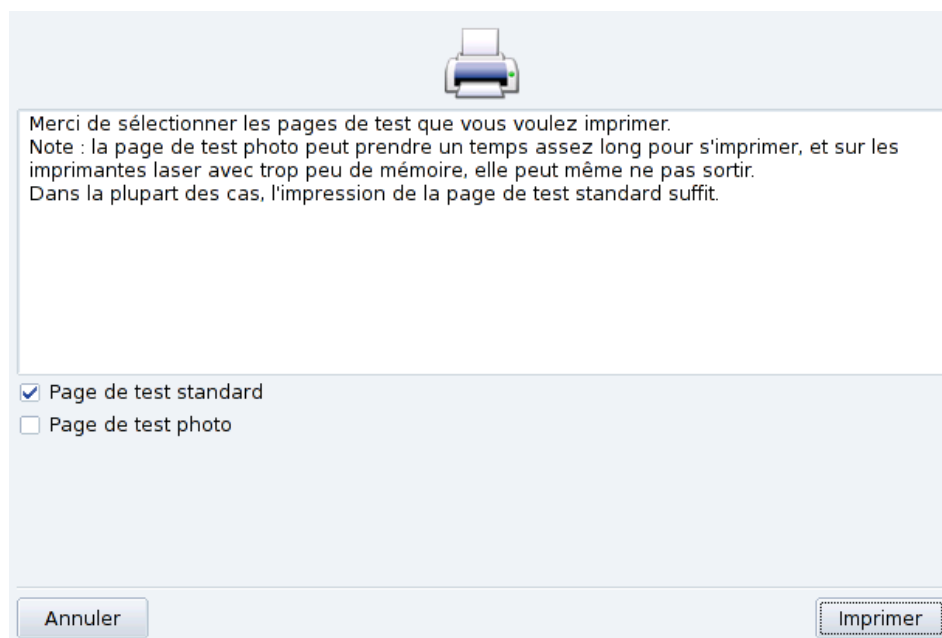 Merci de sélectionner les pages de test que vous voulez imprimer.
Note : la page de test photo peut prendre un temps assez long pour s'imprimer, et sur les
imprimantes laser avec trop peu de mémoire, elle peut même ne pas sortir.
Dans la plupart des cas, l'impression de la page de test standard suffit.
Page de test standard
Page de test photo
Annuler
Imprimer